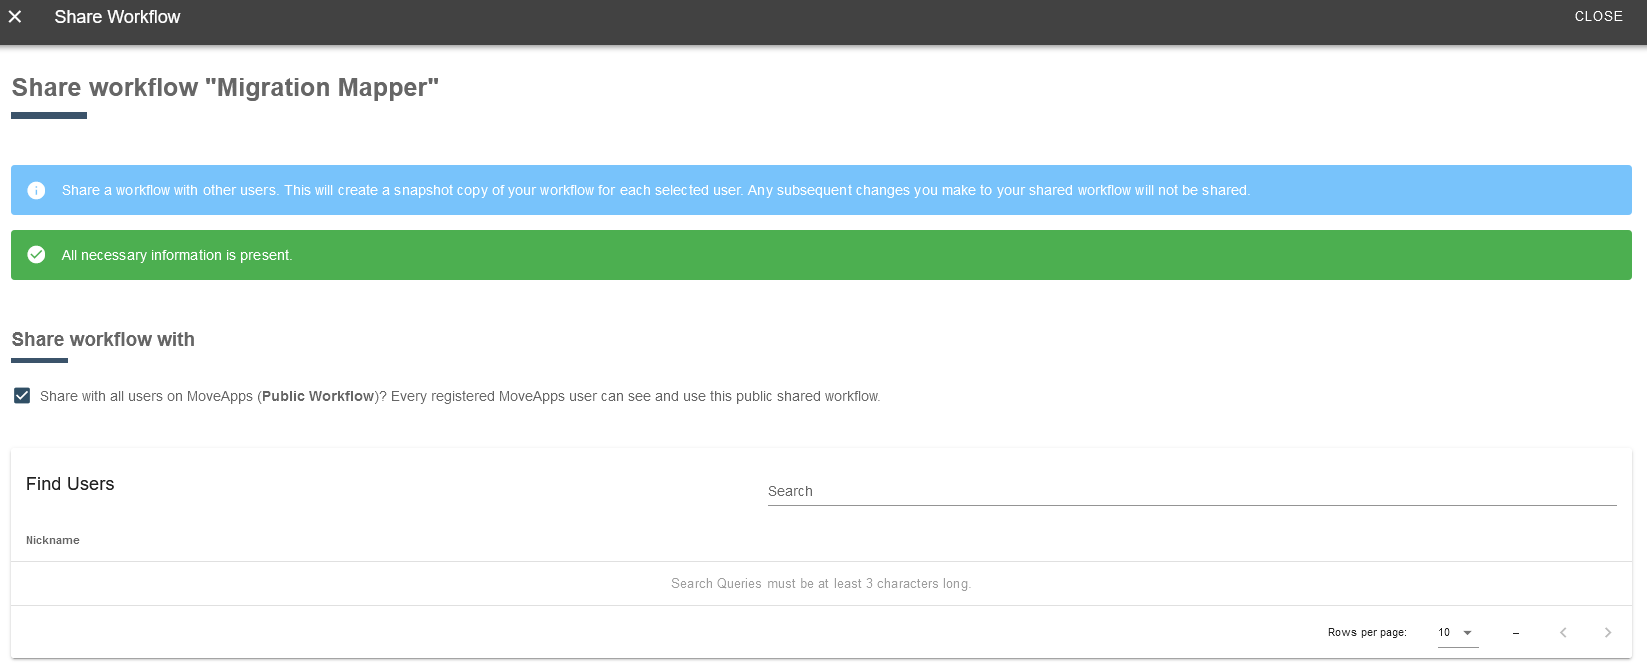 Share Workflow
CLOSE
Share workflow "Migration Mapper"
Share a workflow with other users. This will create a snapshot copy of your workflow for each selected user. Any subsequent changes you make to your shared workflow will not be shared.
All necessary information is present.
Share workflow with
Share with all users on MoveApps (Public Workflow)? Every registered MoveApps user can see and use this public shared workflow.
Find Users
Search
Nickname
Search Queries must be at least 3 characters long.
Rows per page: 10 –